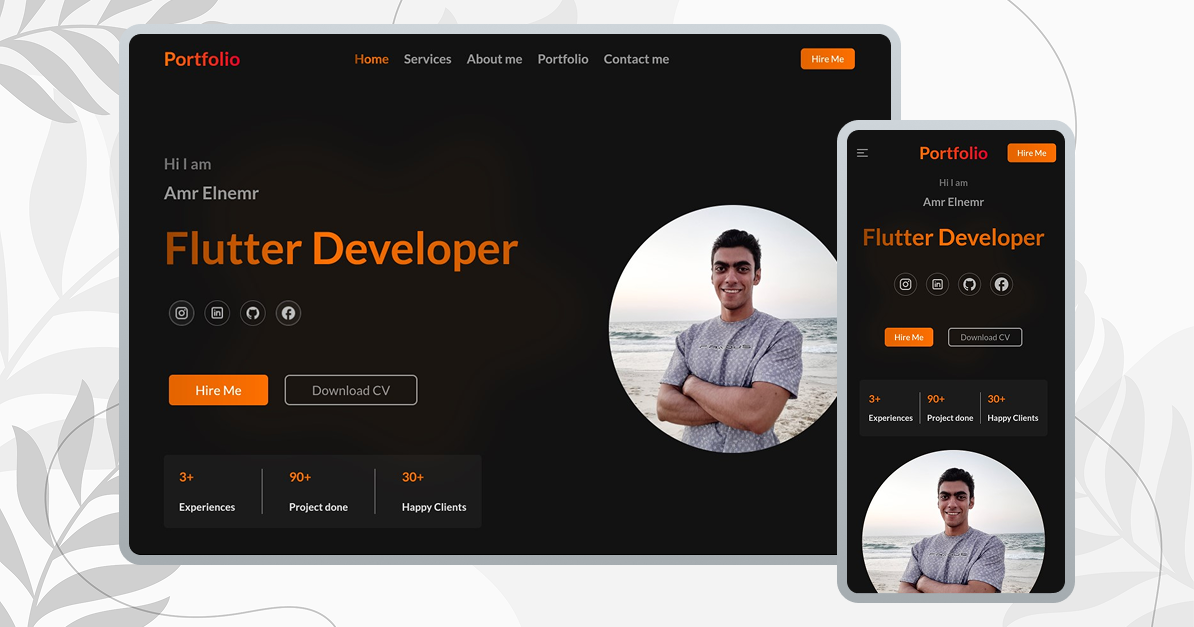 Portfolio
Home Services About me Portfolio Contact me
Hire Me
Hi I am
Amr Elnemr
Flutter Developer
Hire Me
Download CV
3+ 90+ 30+
Experiences Project done Happy Clients
Portfolio
Hire Me
Hi I am
Amr Elnemr
Flutter Developer
Hire Me
Download CV
3+ 90+ 30+
Experiences Project done Happy Clients